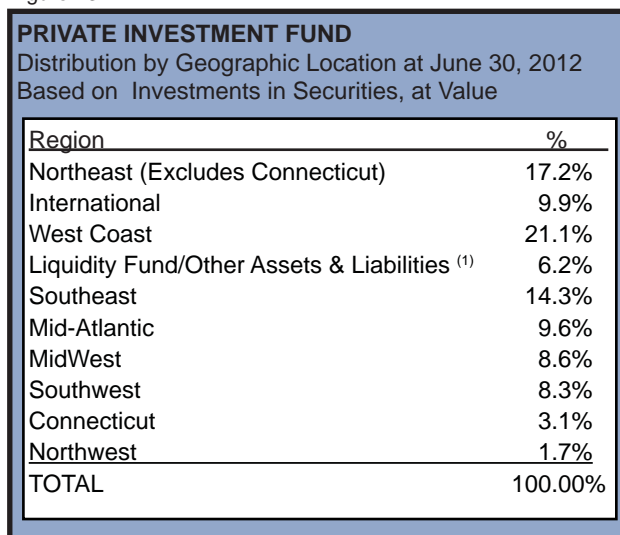 PRIVATE INVESTMENT FUND
Distribution by Geographic Location at June 30, 2012
Based on Investments in Securities, at Value
Region %
Northeast (Excludes Connecticut) 17.2%
International 9.9%
West Coast 21.1%
Liquidity Fund/Other Assets & Liabilities (1) 6.2%
Southeast 14.3%
Mid-Atlantic 9.6%
MidWest 8.6%
Southwest 8.3%
Connecticut 3.1%
Northwest 1.7%
TOTAL 100.00%